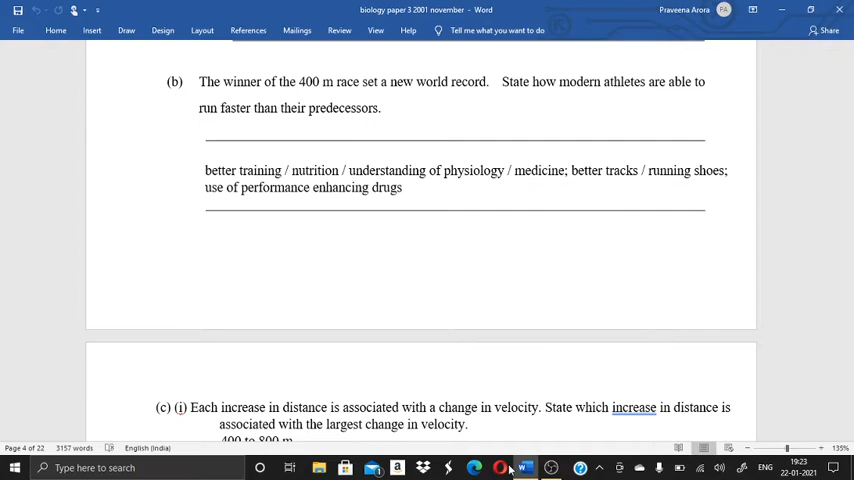 biology paper 3 2001 november - Word
Praveena Arora PA
File Home Insert Draw Design Layout References Mailings Review View Help Tell me what you want to do Share
(b) The winner of the 400 m race set a new world record. State how modern athletes are able to
run faster than their predecessors.
better training / nutrition / understanding of physiology / medicine; better tracks / running shoes;
use of performance enhancing drugs
(c) (i) Each increase in distance is associated with a change in velocity. State which increase in distance is
associated with the largest change in velocity.
400 to 800 m
Page 4 of 22 3157 words English (India) 135%
Type here to search ENG 19:23
22-01-2021